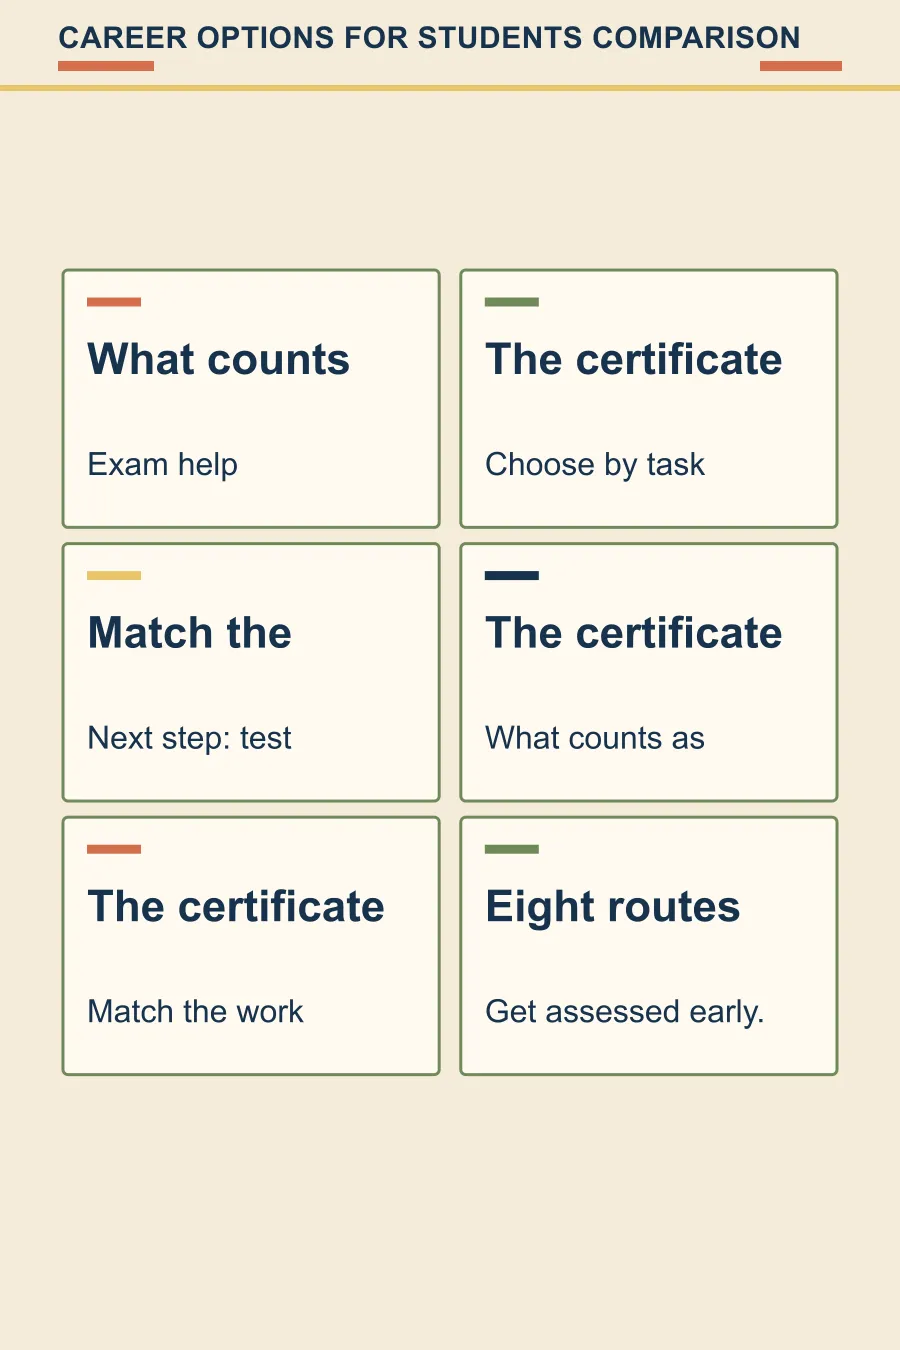 CAREER OPTIONS FOR STUDENTS COMPARISON
What counts
Exam help
The certificate
Choose by task
Match the
Next step: test
The certificate
What counts as
The certificate
Match the work
Eight routes
Get assessed early.